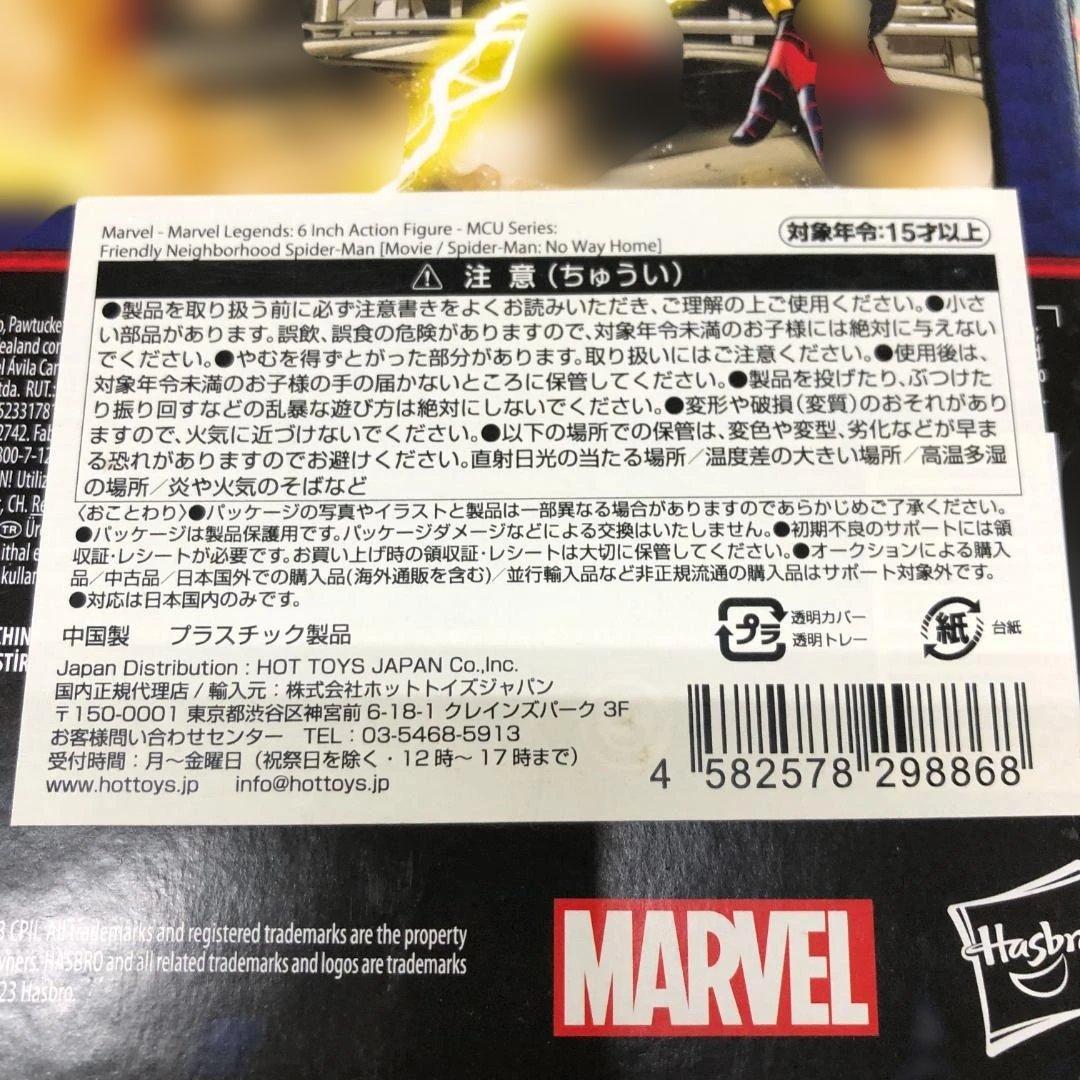 Marvel - Marvel Legends: 6 Inch Action Figure - MCU Series:
Friendly Neighborhood Spider-Man [Movie / Spider-Man: No Way Home]
対象年令:15才以上
⚠ 注 意(ちゅうい)
●製品を取り扱う前に必ず注意書きをよくお読みいただき、ご理解の上ご使用ください。●小さ
い部品があります。誤飲、誤食の危険がありますので、対象年令未満のお子様には絶対に与えない
でください。●やむを得ずとがった部分があります。取り扱いにはご注意ください。●使用後は、
対象年令未満のお子様の手の届かないところに保管してください。●製品を投げたり、ぶつけた
り振り回すなどの乱暴な遊び方は絶対にしないでください。●変形や破損(変質)のおそれがあり
ますので、火気に近づけないでください。●以下の場所での保管は、変色や変型、劣化などが早ま
る恐れがありますのでお避けください。直射日光の当たる場所/温度差の大きい場所/高温多湿
の場所/炎や火気のそばなど
〈おことわり〉●パッケージの写真やイラストと製品は一部異なる場合がありますのであらかじめご了承ください。
●パッケージは製品保護用です。パッケージダメージなどによる交換はいたしません。●初期不良のサポートには領
収証・レシートが必要です。お買い上げ時の領収証・レシートは大切に保管してください。●オークションによる購入
品/中古品/日本国外での購入品(海外通販を含む)/並行輸入品など非正規流通の購入品はサポート対象外です。
●対応は日本国内のみです。
中国製 プラスチック製品
プラ 透明カバー
透明トレー
紙 台紙
Japan Distribution : HOT TOYS JAPAN Co.,Inc.
国内正規代理店 / 輸入元 : 株式会社ホットトイズジャパン
〒150-0001 東京都渋谷区神宮前 6-18-1 クレインズパーク 3F
お客様問い合わせセンター TEL : 03-5468-5913
受付時間 : 月〜金曜日 (祝祭日を除く・12時〜 17時まで)
www.hottoys.jp info@hottoys.jp
4 582578 298868
, Pawtucke
ealand con
el Ávila Car
tda. RUT.:
5233178
2742. Fab
800-7-12
N! Utiliz
, CH. Re
TR Ür
ithal e
kullan
CHIN
STİR
3 CPII. All trademarks and registered trademarks are the property
wners. HASBRO and all related trademarks and logos are trademarks
23 Hasbro.
MARVEL
Hasbro